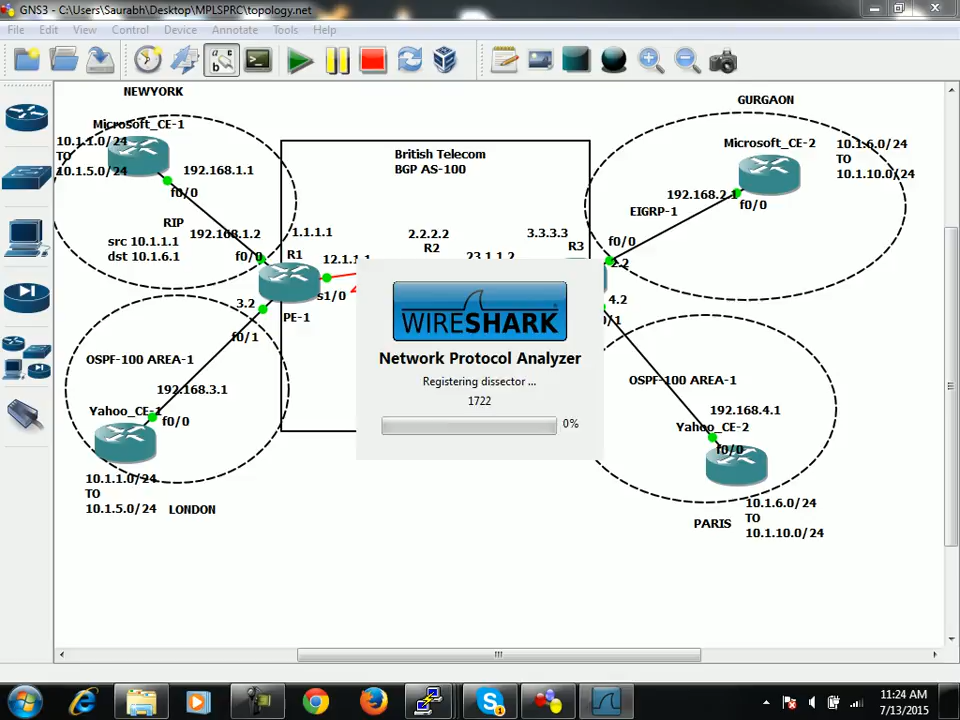 GNS3 - C:\Users\Saurabh\Desktop\MPLSPRC\topology.net
File Edit View Control Device Annotate Tools Help
NEWYORK
Microsoft_CE-1
10.1.1.0/24
TO
10.1.5.0/24
192.168.1.1
f0/0
RIP
192.168.1.2
src 10.1.1.1
dst 10.1.6.1
f0/0
British Telecom
BGP AS-100
1.1.1.1
R1
12.1.1.1
s1/0
PE-1
2.2.2.2
R2
23.1.1.2
3.3.3.3
R3
GURGAON
Microsoft_CE-2
10.1.6.0/24
TO
10.1.10.0/24
192.168.2.1
f0/0
EIGRP-1
f0/0
2.2
4.2
WIRESHARK
Network Protocol Analyzer
Registering dissector ...
1722
0%
3.2
f0/1
OSPF-100 AREA-1
192.168.3.1
Yahoo_CE-1
f0/0
10.1.1.0/24
TO
10.1.5.0/24
LONDON
OSPF-100 AREA-1
192.168.4.1
Yahoo_CE-2
f0/0
10.1.6.0/24
TO
10.1.10.0/24
PARIS
11:24 AM
7/13/2015